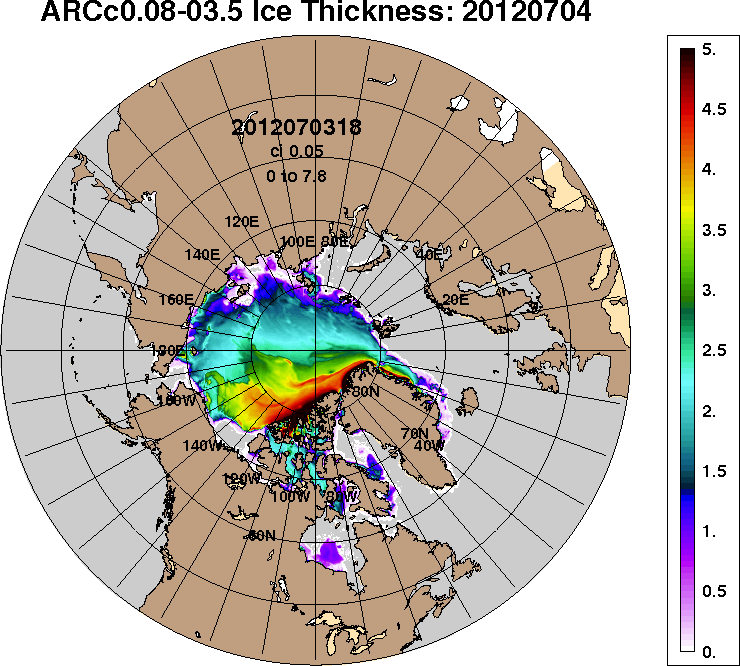 ARCc0.08-03.5 Ice Thickness: 20120704
2012070318
ci 0.05
0 to 7.8
120E
100E
80E
140E
40E
160E
20E
180E
160W
80N
140W
70N
40W
120W
100W
80W
60N
5.
4.5
4.
3.5
3.
2.5
2.
1.5
1.
0.5
0.